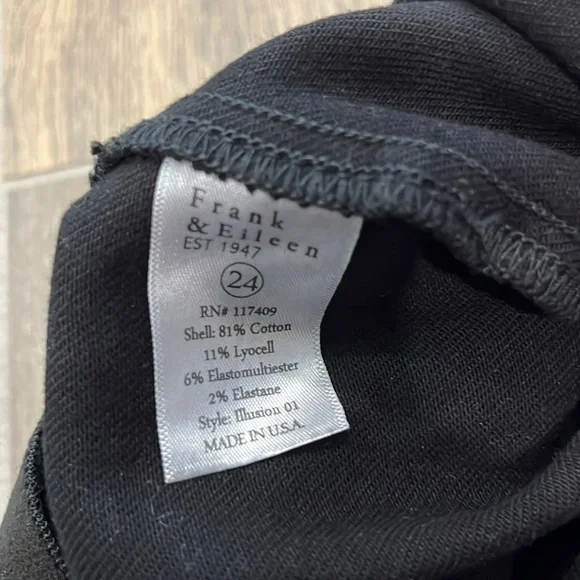 Frank
& Eileen
EST 1947
24
RN# 117409
Shell: 81% Cotton
11% Lyocell
6% Elastomultiester
2% Elastane
Style: Illusion 01
MADE IN U.S.A.